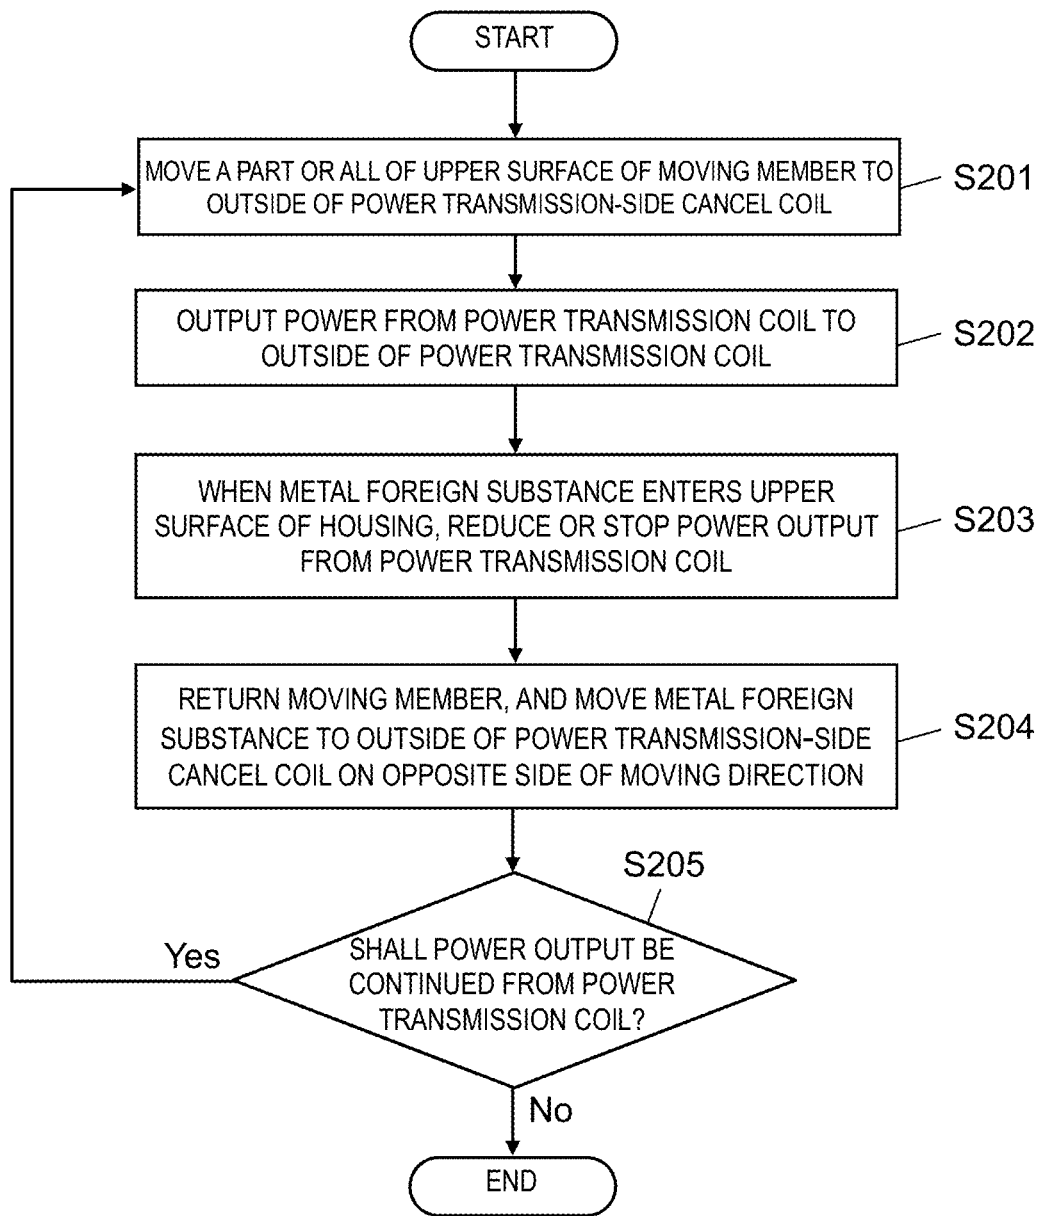 START
MOVE A PART OR ALL OF UPPER SURFACE OF MOVING MEMBER TO
OUTSIDE OF POWER TRANSMISSION-SIDE CANCEL COIL
S201
OUTPUT POWER FROM POWER TRANSMISSION COIL TO
OUTSIDE OF POWER TRANSMISSION COIL
S202
WHEN METAL FOREIGN SUBSTANCE ENTERS UPPER
SURFACE OF HOUSING, REDUCE OR STOP POWER OUTPUT
FROM POWER TRANSMISSION COIL
S203
RETURN MOVING MEMBER, AND MOVE METAL FOREIGN
SUBSTANCE TO OUTSIDE OF POWER TRANSMISSION-SIDE
CANCEL COIL ON OPPOSITE SIDE OF MOVING DIRECTION
S204
S205
SHALL POWER OUTPUT BE
CONTINUED FROM POWER
TRANSMISSION COIL?
Yes
No
END